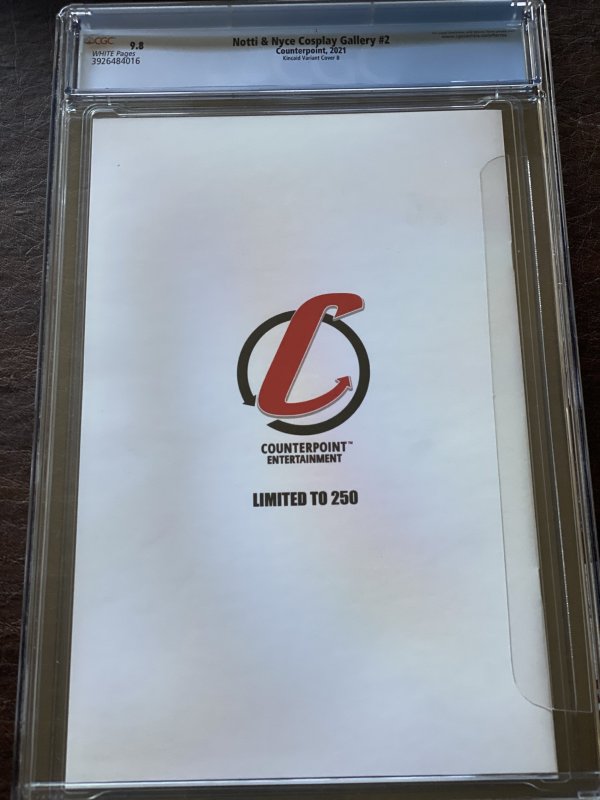 CGC 9.8
WHITE Pages
3926484016
Notti & Nyce Cosplay Gallery #2
Counterpoint, 2021
Kincaid Variant Cover B
COUNTERPOINT™
ENTERTAINMENT
LIMITED TO 250